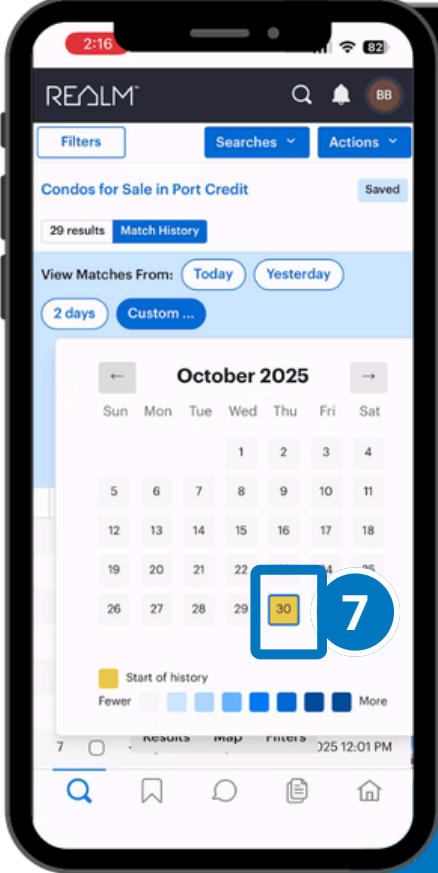 2:16 82
REALM BB
Filters Searches Actions
Condos for Sale in Port Credit Saved
29 results Match History
View Matches From: Today Yesterday
2 days Custom ...
← October 2025 →
Sun Mon Tue Wed Thu Fri Sat
1 2 3 4
5 6 7 8 9 10 11
12 13 14 15 16 17 18
19 20 21 22 25
26 27 28 29 30 7
Start of history
Fewer More
Results Map Filters
7 025 12:01 PM